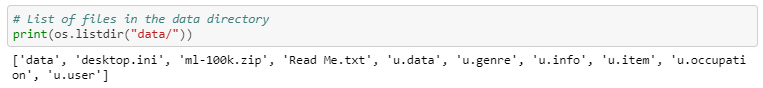 # List of files in the data directory
print(os.listdir("data/"))
['data', 'desktop.ini', 'ml-100k.zip', 'Read Me.txt', 'u.data', 'u.genre', 'u.info', 'u.item', 'u.occupati
on', 'u.user']